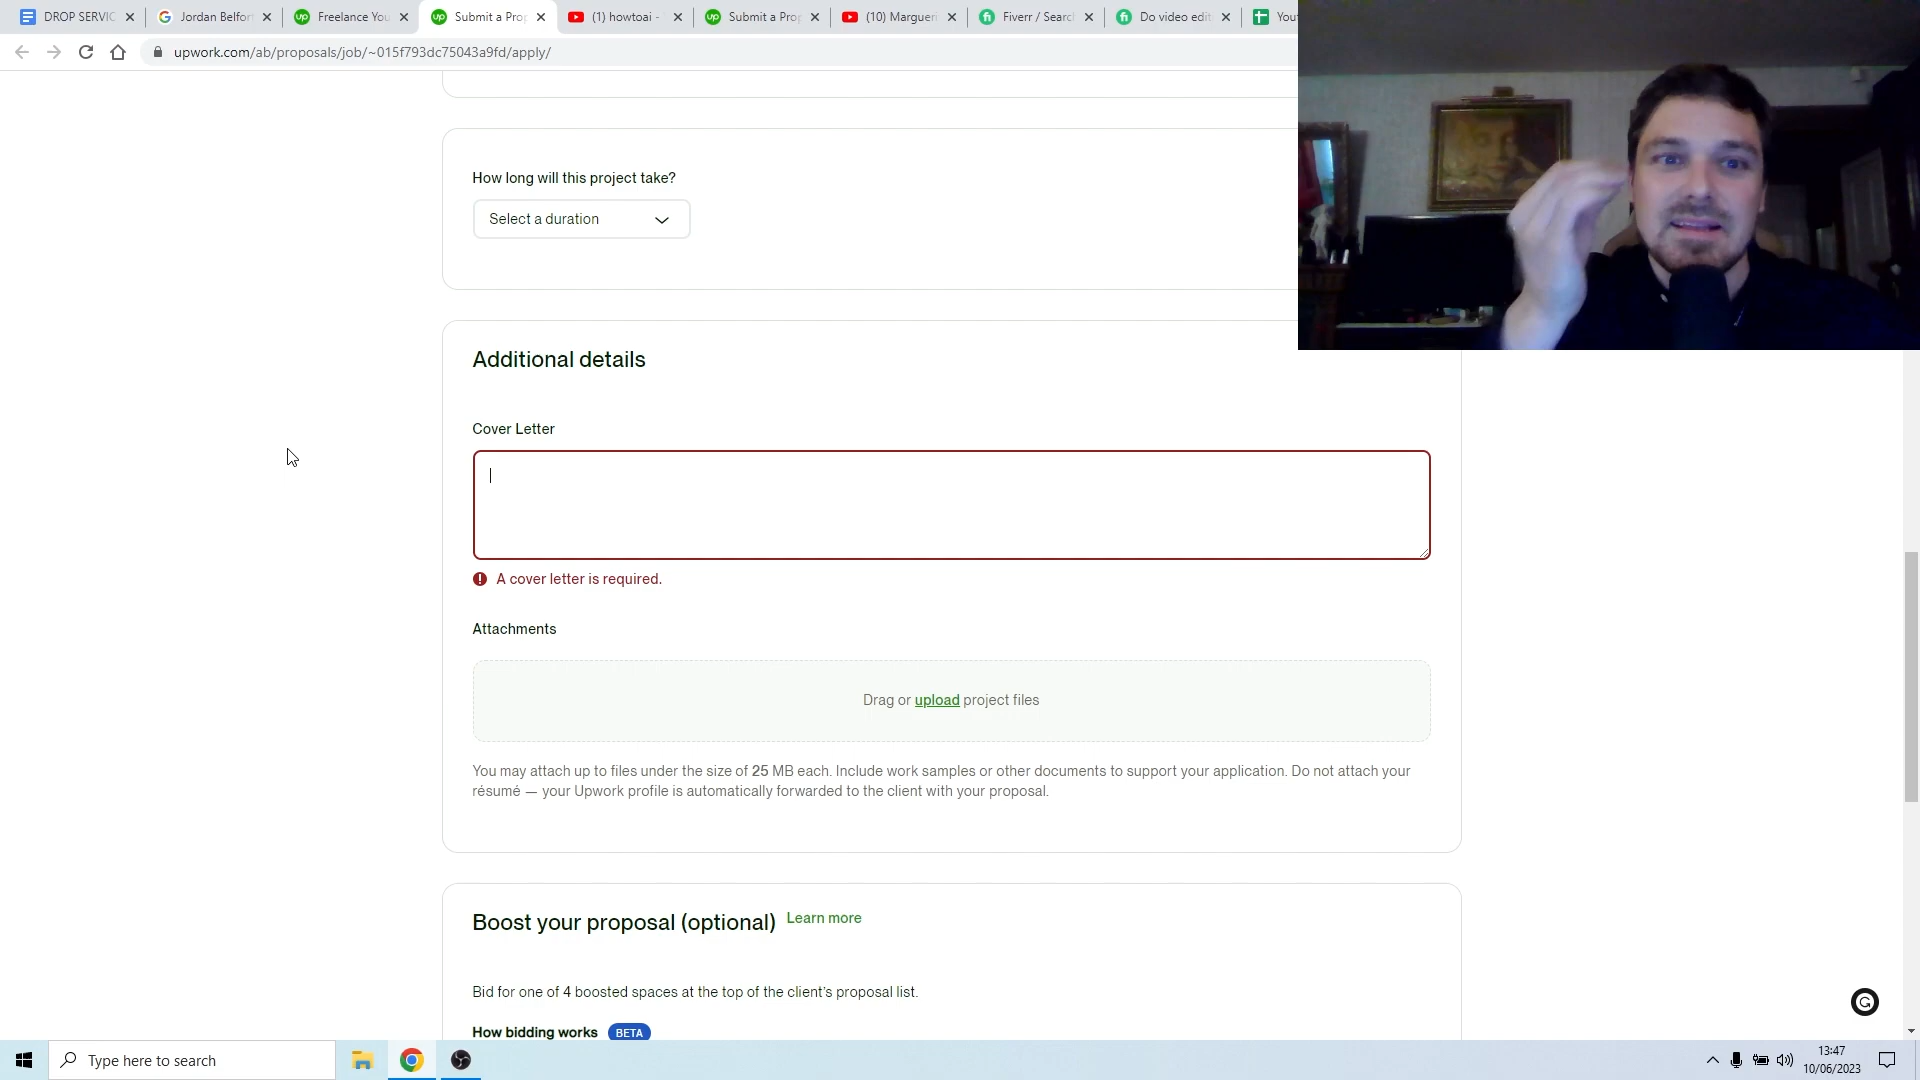 DROP SERVIC
Jordan Belfor
Freelance You
Submit a Prop
(1) howtoai -
Submit a Prop
(10) Margueri
Fiverr / Searc
Do video edit
You
upwork.com/ab/proposals/job/~015f793dc75043a9fd/apply/
How long will this project take?
Select a duration
Additional details
Cover Letter
A cover letter is required.
Attachments
Drag or upload project files
You may attach up to files under the size of 25 MB each. Include work samples or other documents to support your application. Do not attach your
résumé — your Upwork profile is automatically forwarded to the client with your proposal.
Boost your proposal (optional) Learn more
Bid for one of 4 boosted spaces at the top of the client's proposal list.
How bidding works BETA
Type here to search
13:47
10/06/2023